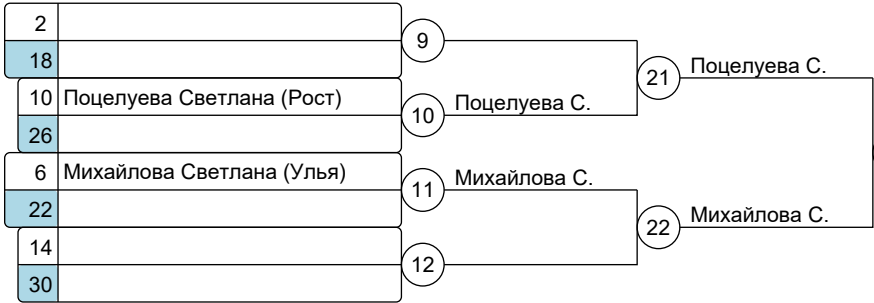 2
9
18
21 Поцелуева С.
10 Поцелуева Светлана (Рост)
10 Поцелуева С.
26
6 Михайлова Светлана (Улья)
11 Михайлова С.
22
22 Михайлова С.
14
12
30